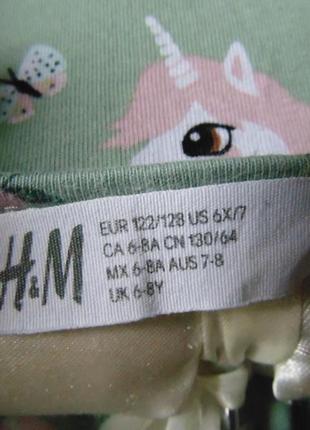 H&M
EUR 122/128 US 6X/7
CA 6-8A CN 130/64
MX 6-8A AUS 7-8
UK 6-8Y